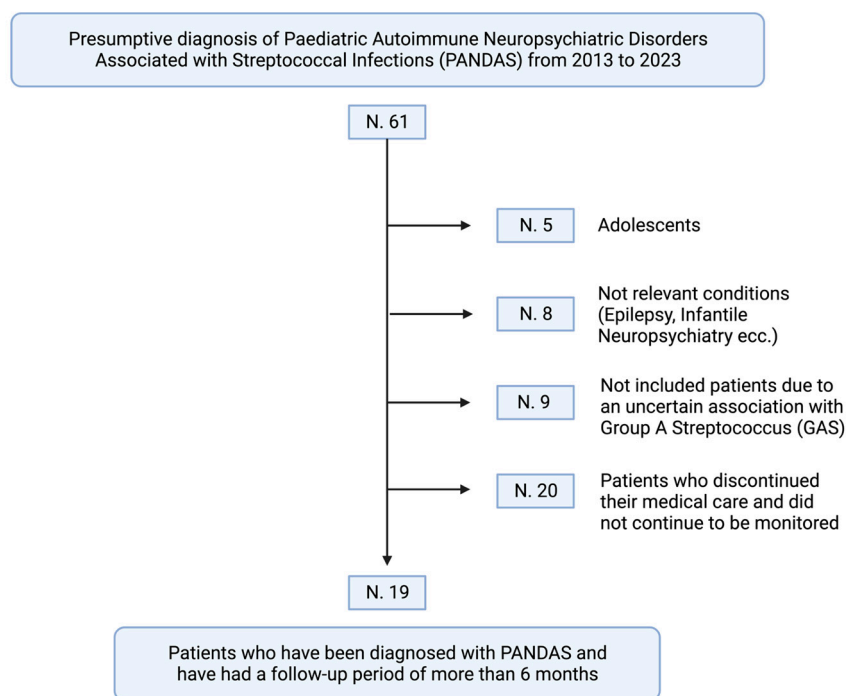 Presumptive diagnosis of Paediatric Autoimmune Neuropsychiatric Disorders
Associated with Streptococcal Infections (PANDAS) from 2013 to 2023
N. 61
N. 5
Adolescents
N. 8
Not relevant conditions
(Epilepsy, Infantile
Neuropsychiatry ecc.)
N. 9
Not included patients due to
an uncertain association with
Group A Streptococcus (GAS)
N. 20
Patients who discontinued
their medical care and did
not continue to be monitored
N. 19
Patients who have been diagnosed with PANDAS and
have had a follow-up period of more than 6 months